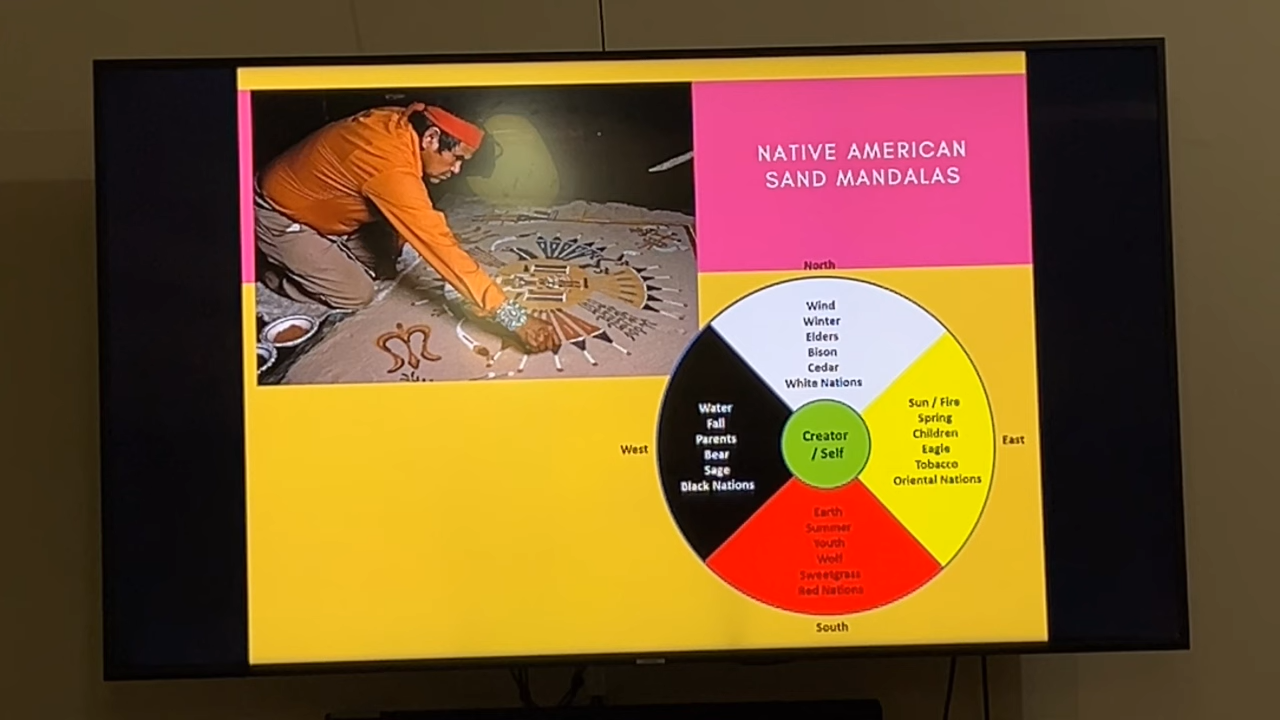 NATIVE AMERICAN
SAND MANDALAS
North
Wind
Winter
Elders
Bison
Cedar
White Nations
West
Water
Fall
Parents
Bear
Sage
Black Nations
Creator
/ Self
Sun / Fire
Spring
Children
Eagle
Tobacco
Oriental Nations
East
Earth
Summer
Youth
Wolf
Sweetgrass
Red Nations
South